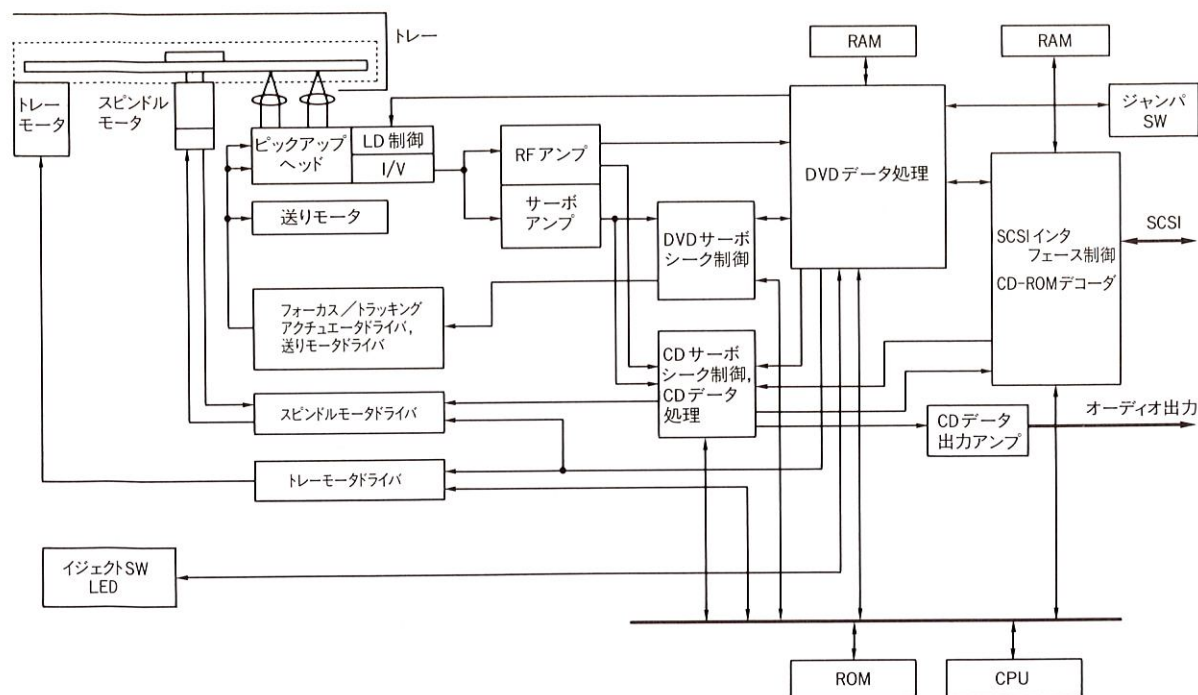 トレー
RAM
RAM
トレー
モータ
スピンドル
モータ
ジャンパ
SW
ピックアップ
ヘッド
LD制御
I/V
RFアンプ
サーボ
アンプ
DVDデータ処理
送りモータ
DVDサーボ
シーク制御
SCSIインタ
フェース制御
CD-ROMデコーダ
SCSI
フォーカス／トラッキング
アクチュエータドライバ，
送りモータドライバ
CDサーボ
シーク制御，
CDデータ
処理
スピンドルモータドライバ
CDデータ
出力アンプ
オーディオ出力
トレーモータドライバ
イジェクトSW
LED
ROM
CPU